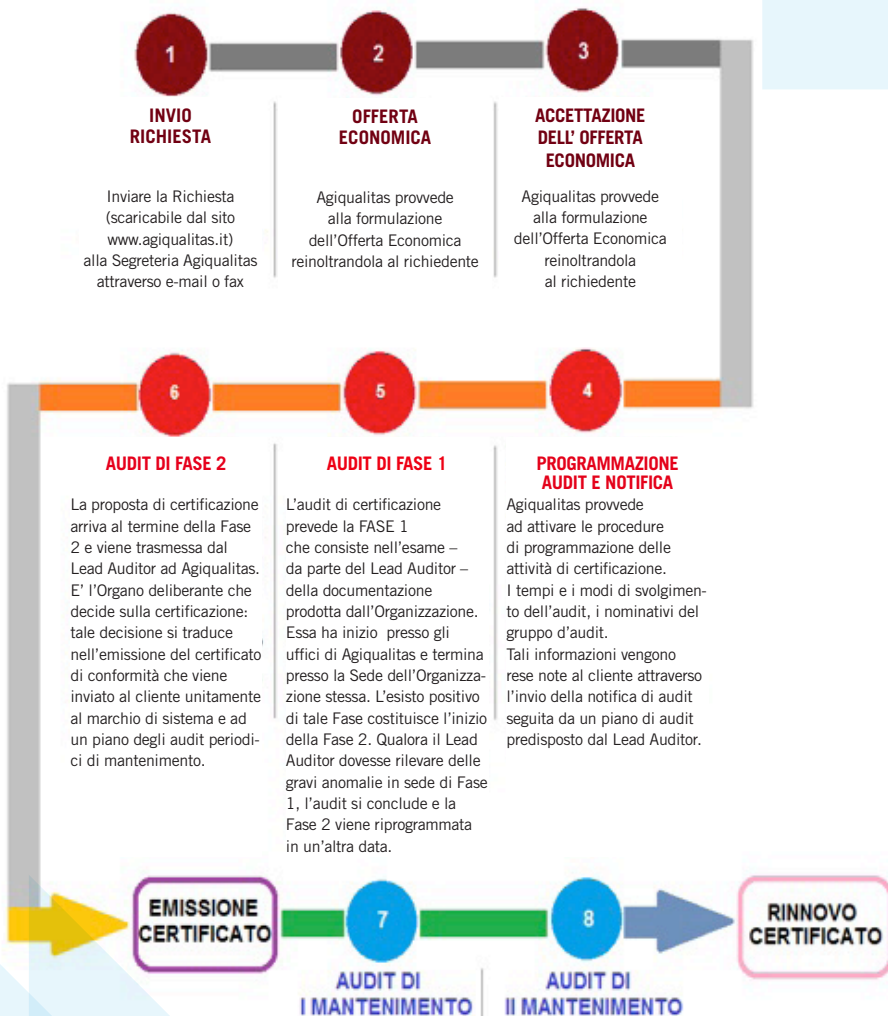 1
INVIO
RICHIESTA
Inviare la Richiesta
(scaricabile dal sito
www.agiqualitas.it)
alla Segreteria Agiqualitas
attraverso e-mail o fax
2
OFFERTA
ECONOMICA
Agiqualitas provvede
alla formulazione
dell'Offerta Economica
reinoltrandola al richiedente
3
ACCETTAZIONE
DELL' OFFERTA
ECONOMICA
Agiqualitas provvede
alla formulazione
dell'Offerta Economica
reinoltrandola
al richiedente
4
PROGRAMMAZIONE
AUDIT E NOTIFICA
Agiqualitas provvede
ad attivare le procedure
di programmazione delle
attività di certificazione.
I tempi e i modi di svolgimen-
to dell'audit, i nominativi del
gruppo d'audit.
Tali informazioni vengono
rese note al cliente attraverso
l'invio della notifica di audit
seguita da un piano di audit
predisposto dal Lead Auditor.
5
AUDIT DI FASE 1
L'audit di certificazione
prevede la FASE 1
che consiste nell'esame –
da parte del Lead Auditor –
della documentazione
prodotta dall'Organizzazione.
Essa ha inizio presso gli
uffici di Agiqualitas e termina
presso la Sede dell'Organizza-
zione stessa. L'esisto positivo
di tale Fase costituisce l'inizio
della Fase 2. Qualora il Lead
Auditor dovesse rilevare delle
gravi anomalie in sede di Fase
1, l'audit si conclude e la
Fase 2 viene riprogrammata
in un'altra data.
6
AUDIT DI FASE 2
La proposta di certificazione
arriva al termine della Fase
2 e viene trasmessa dal
Lead Auditor ad Agiqualitas.
E' l'Organo deliberante che
decide sulla certificazione:
tale decisione si traduce
nell'emissione del certificato
di conformità che viene
inviato al cliente unitamente
al marchio di sistema e ad
un piano degli audit periodi-
ci di mantenimento.
EMISSIONE
CERTIFICATO
7
AUDIT DI
I MANTENIMENTO
8
AUDIT DI
II MANTENIMENTO
RINNOVO
CERTIFICATO